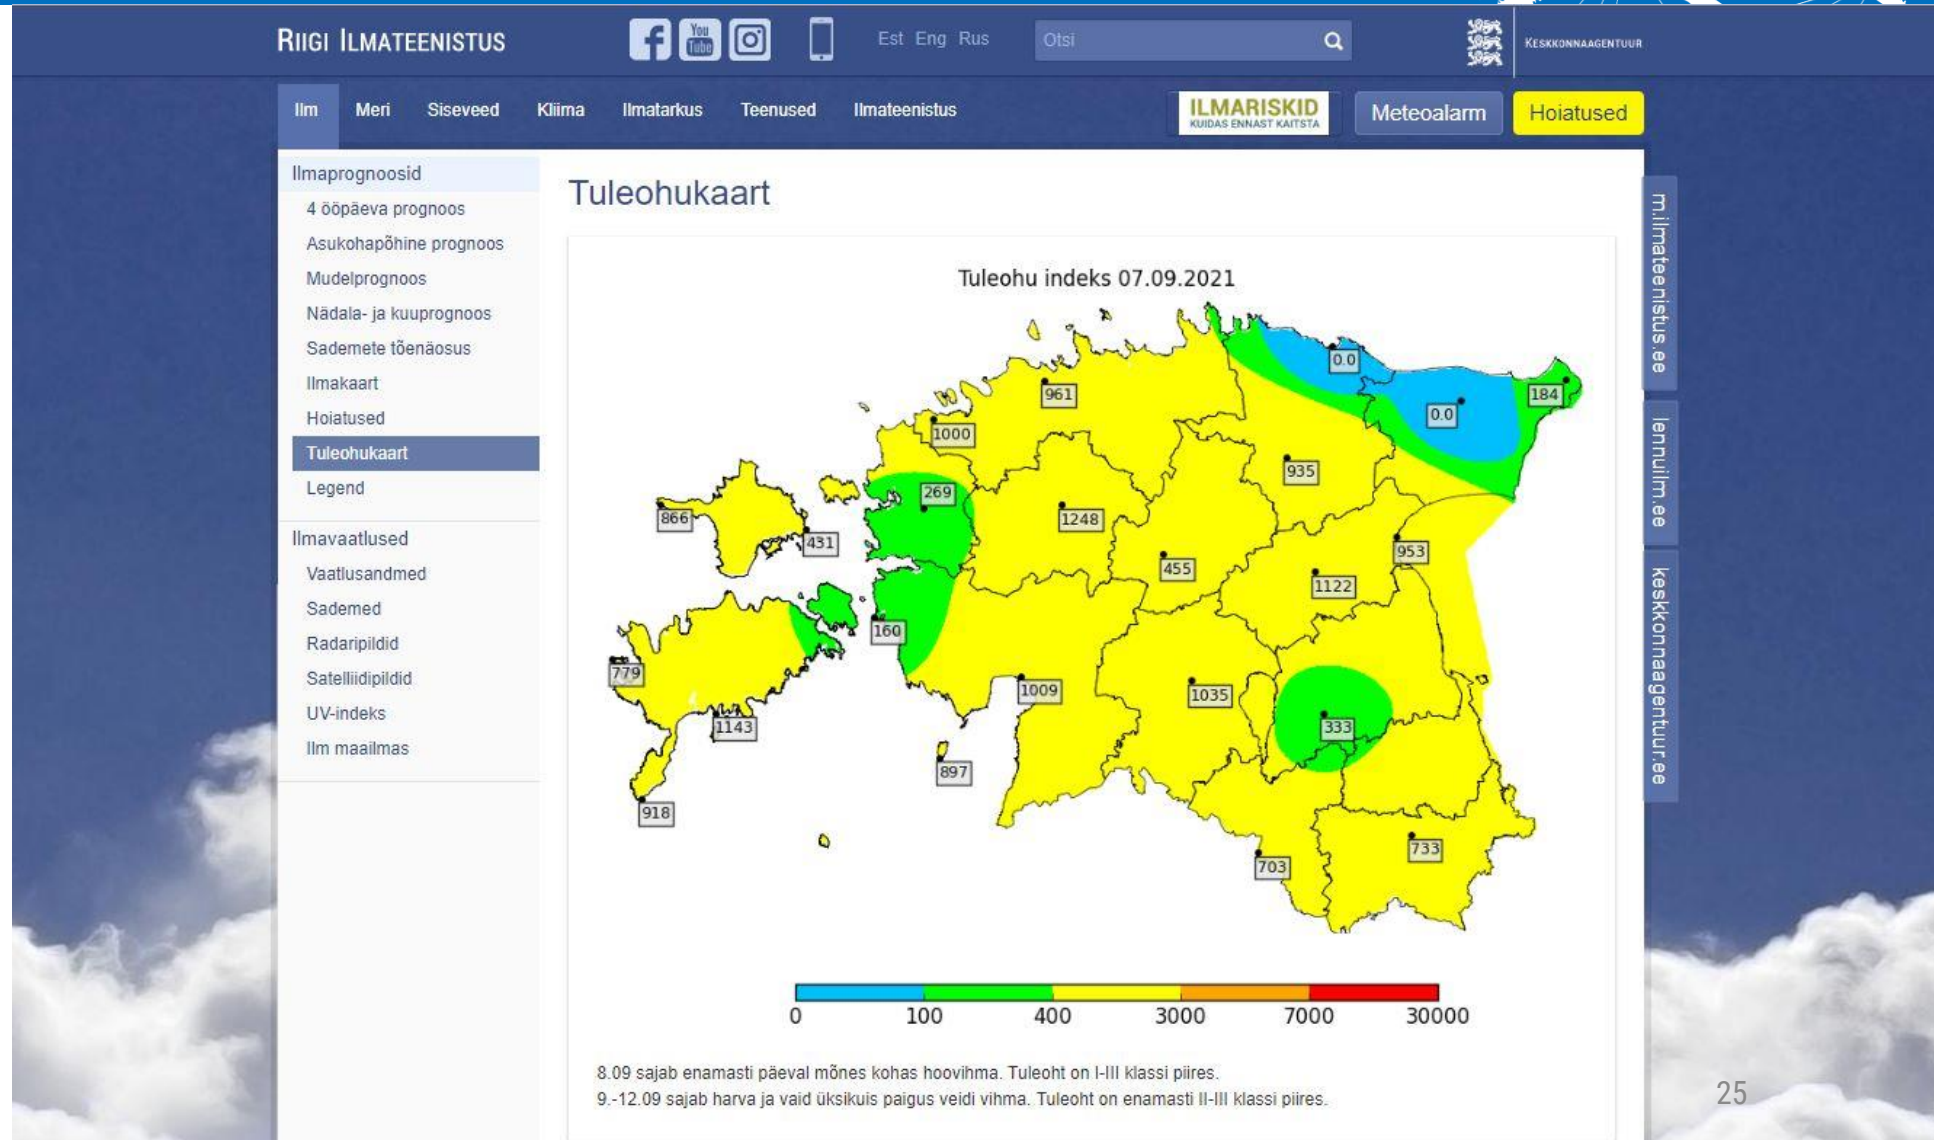 RIIGI ILMATEENISTUS
You
Tube
Est Eng Rus
Otsi
KESKKONNAAGENTUUR
Ilm Meri Siseveed Kliima Ilmatarkus Teenused Ilmateenistus
ILMARISKID
KUIDAS ENNAST KAITSTA
Meteoalarm
Hoiatused
Ilmaprognoosid
4 ööpäeva prognoos
Asukohapõhine prognoos
Mudelprognoos
Nädala- ja kuuprognoos
Sademete tõenäosus
Ilmakaart
Hoiatused
Tuleohukaart
Legend
Ilmavaatlused
Vaatlusandmed
Sademed
Radaripildid
Satelliidipildid
UV-indeks
Ilm maailmas
Tuleohukaart
Tuleohu indeks 07.09.2021
0.0
961
184
0.0
1000
935
269
866
1248
431
953
455
1122
160
779
1009
1035
1143
333
897
918
733
703
0 100 400 3000 7000 30000
8.09 sajab enamasti päeval mõnes kohas hoovihma. Tuleoht on I-III klassi piires.
9.-12.09 sajab harva ja vaid üksikuis paigus veidi vihma. Tuleoht on enamasti II-III klassi piires.
m.ilmateenistus.ee
lennuilm.ee
keskkonnaagentuur.ee
25